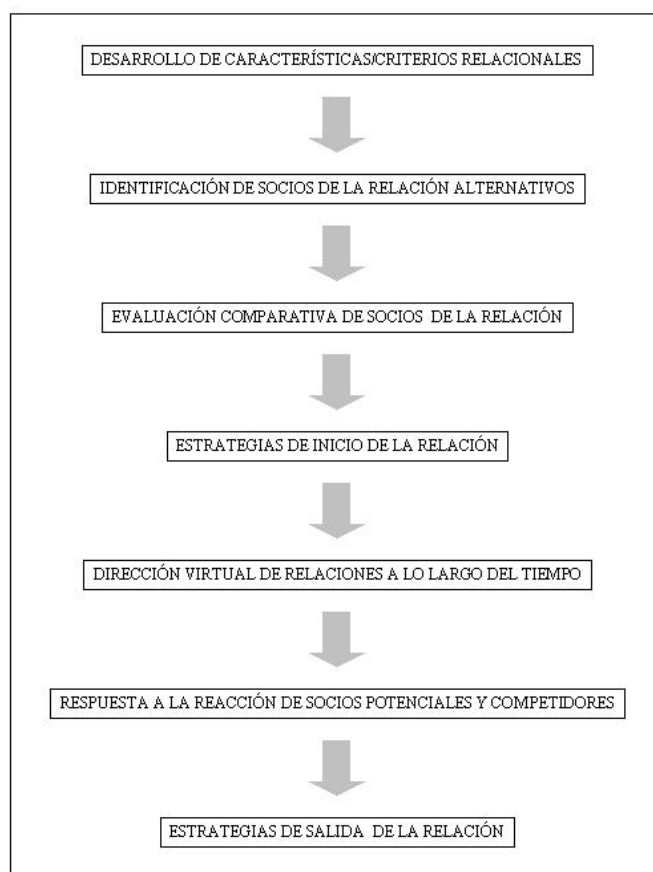 DESARROLLO DE CARACTERÍSTICAS/CRITERIOS RELACIONALES
IDENTIFICACIÓN DE SOCIOS DE LA RELACIÓN ALTERNATIVOS
EVALUACIÓN COMPARATIVA DE SOCIOS DE LA RELACIÓN
ESTRATEGIAS DE INICIO DE LA RELACIÓN
DIRECCIÓN VIRTUAL DE RELACIONES A LO LARGO DEL TIEMPO
RESPUESTA A LA REACCIÓN DE SOCIOS POTENCIALES Y COMPETIDORES
ESTRATEGIAS DE SALIDA DE LA RELACIÓN